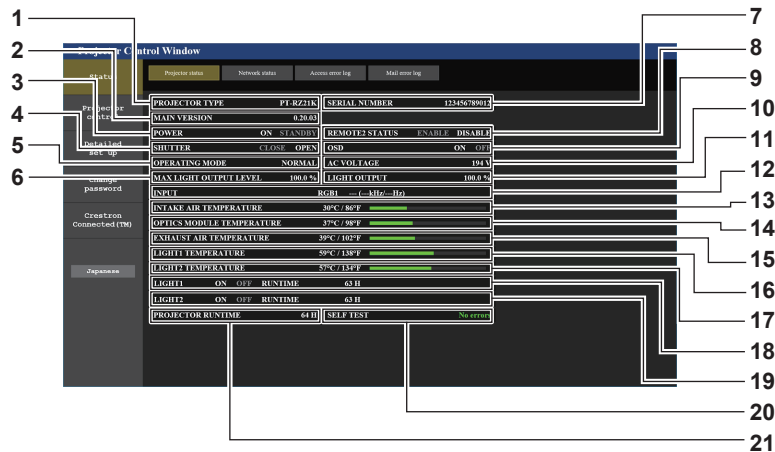 1
2
3
4
5
6
7
8
9
10
11
12
13
14
15
16
17
18
19
20
21
Projector Control Window
Status
Projector control
Detailed set up
Change password
Crestron Connected(TM)
Japanese
Projector status Network status Access error log Mail error log
PROJECTOR TYPE PT-RZ21K SERIAL NUMBER 123456789012
MAIN VERSION 0.20.03
POWER ON STANDBY REMOTE2 STATUS ENABLE DISABLE
SHUTTER CLOSE OPEN OSD ON OFF
OPERATING MODE NORMAL AC VOLTAGE 194 V
MAX LIGHT OUTPUT LEVEL 100.0 % LIGHT OUTPUT 100.0 %
INPUT RGB1 --- (---kHz/---Hz)
INTAKE AIR TEMPERATURE 30°C / 86°F
OPTICS MODULE TEMPERATURE 37°C / 98°F
EXHAUST AIR TEMPERATURE 39°C / 102°F
LIGHT1 TEMPERATURE 59°C / 138°F
LIGHT2 TEMPERATURE 57°C / 134°F
LIGHT1 ON OFF RUNTIME 63 H
LIGHT2 ON OFF RUNTIME 63 H
PROJECTOR RUNTIME 64 H SELF TEST No errors